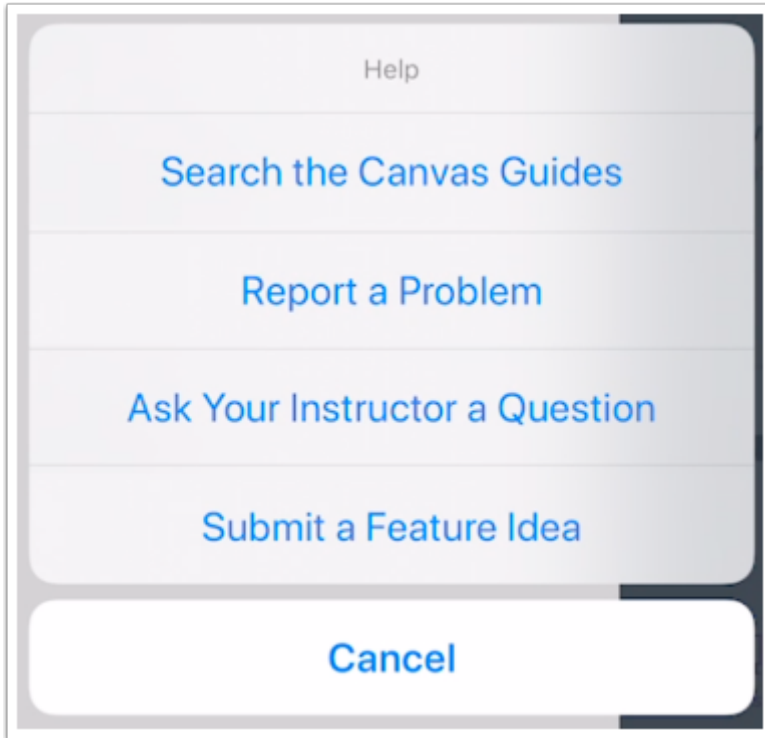 Help
Search the Canvas Guides
Report a Problem
Ask Your Instructor a Question
Submit a Feature Idea
Cancel